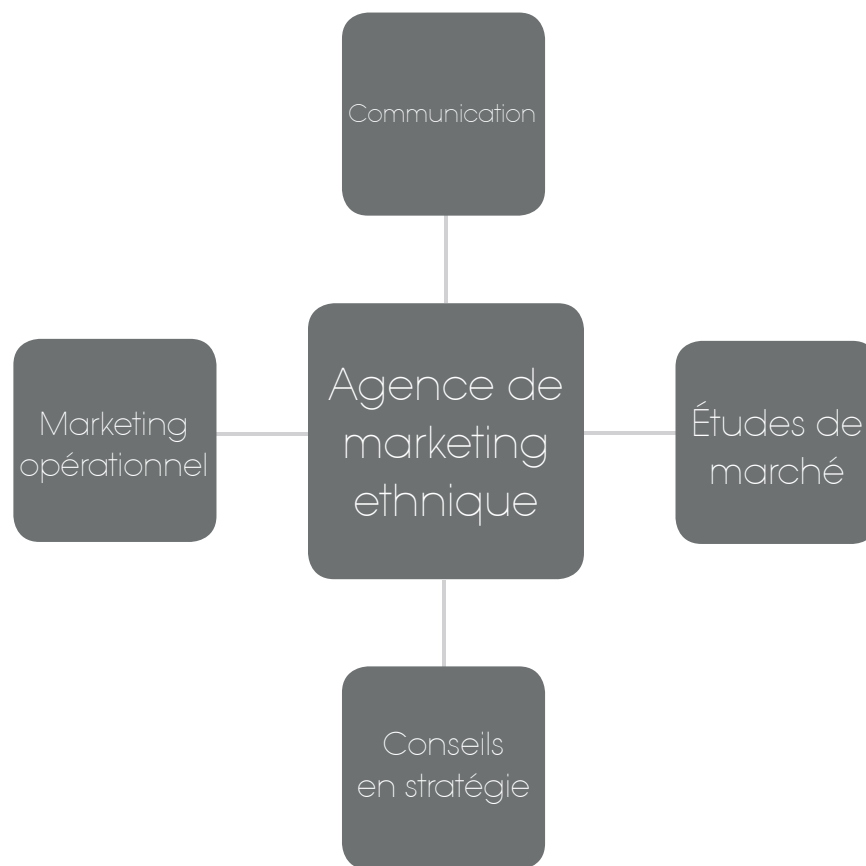 Communication
Marketing
opérationnel
Agence de
marketing
ethnique
Études de
marché
Conseils
en stratégie